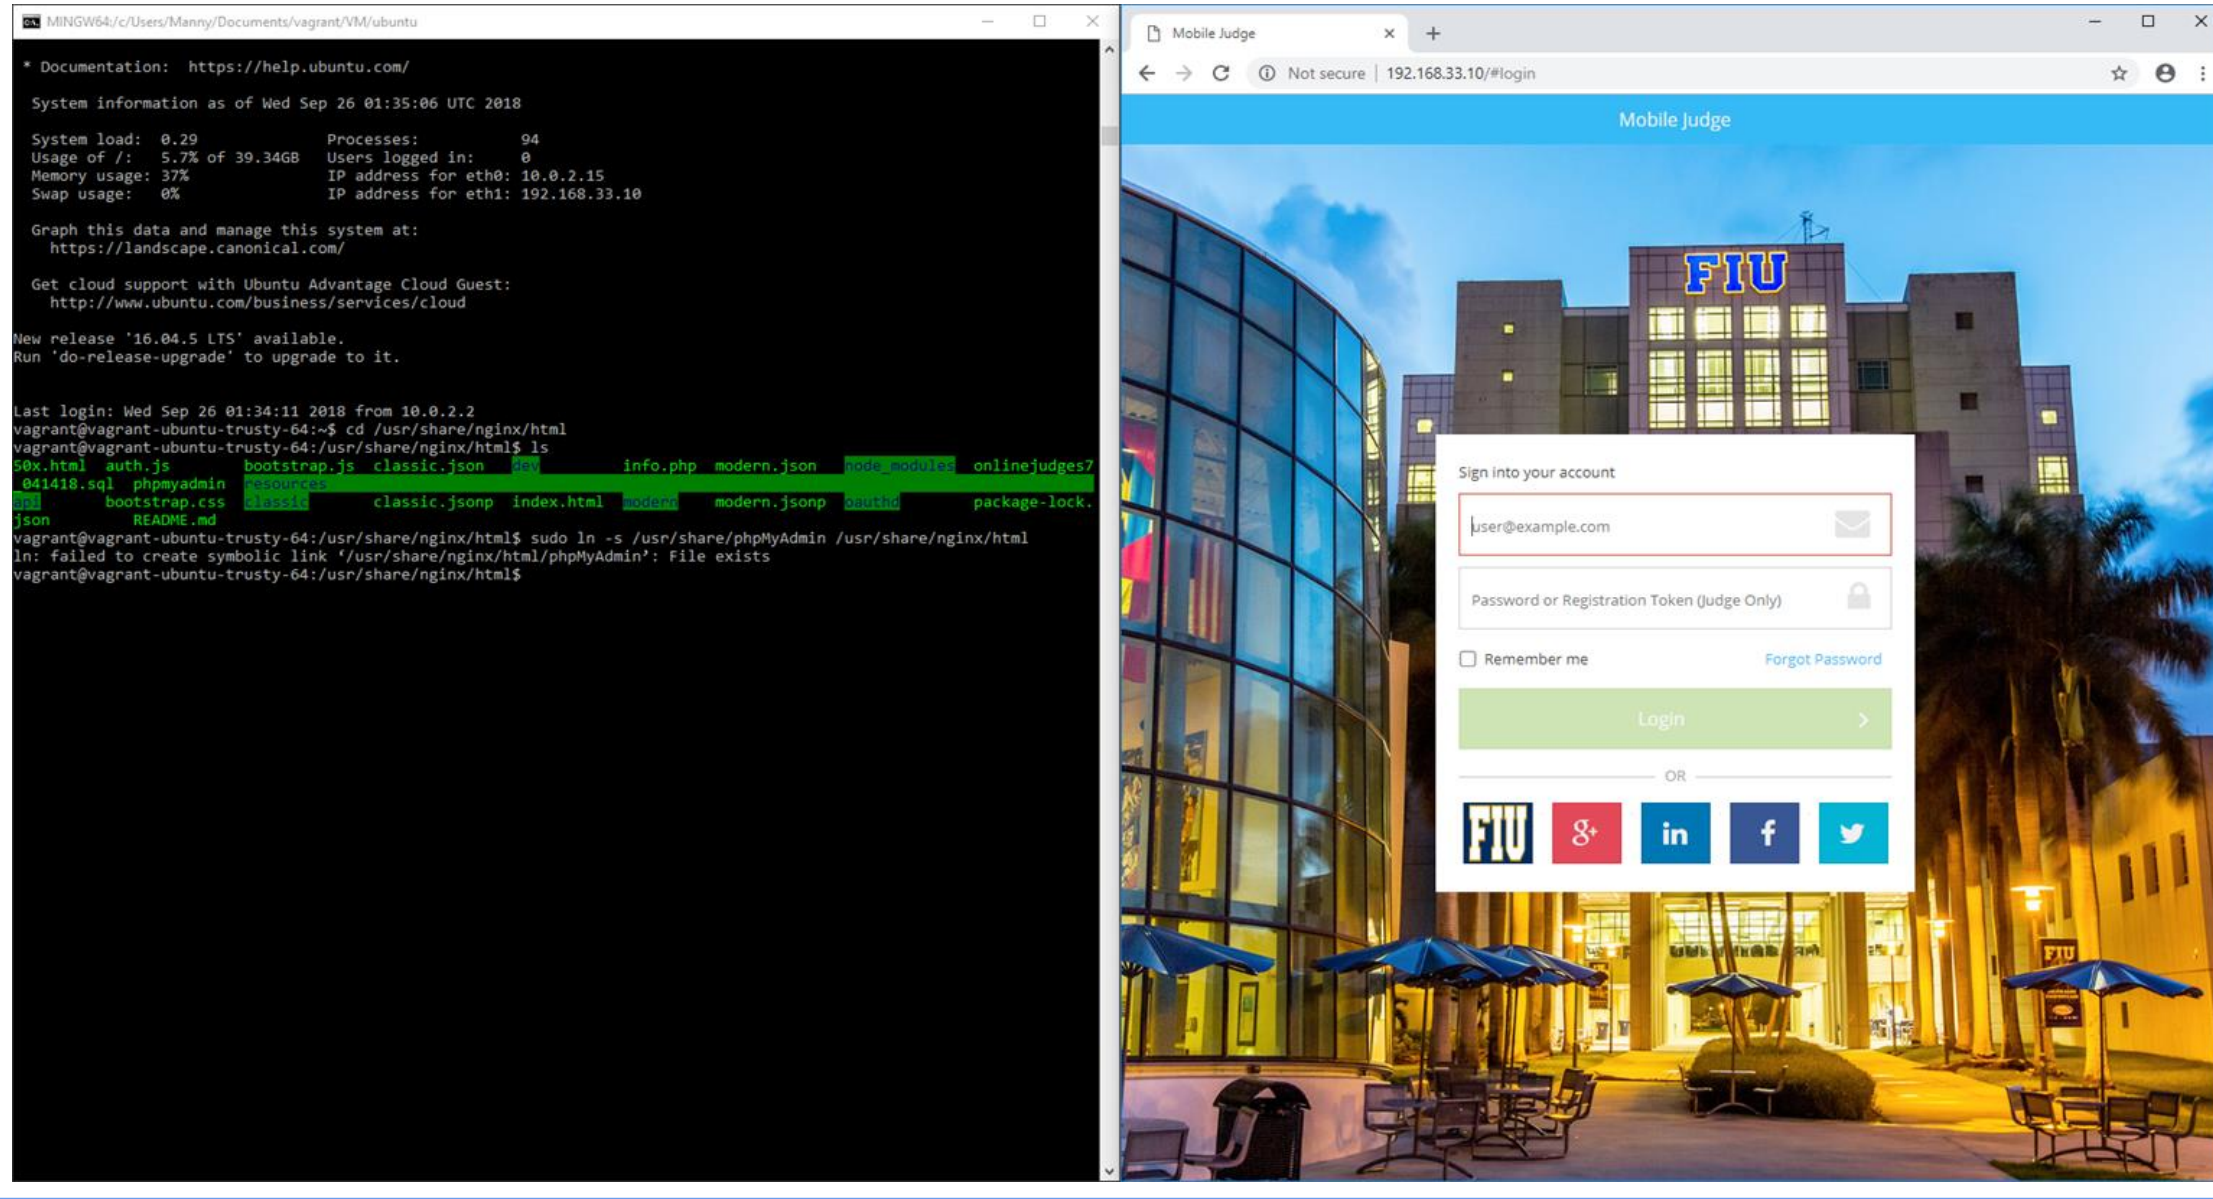 MINGW64:/c/Users/Manny/Documents/vagrant/VM/ubuntu
* Documentation:  https://help.ubuntu.com/
System information as of Wed Sep 26 01:35:06 UTC 2018
System load:  0.29                Processes:           94
Usage of /:   5.7% of 39.34GB   Users logged in:     0
Memory usage: 37%               IP address for eth0: 10.0.2.15
Swap usage:   0%                IP address for eth1: 192.168.33.10
Graph this data and manage this system at:
https://landscape.canonical.com/
Get cloud support with Ubuntu Advantage Cloud Guest:
http://www.ubuntu.com/business/services/cloud
New release '16.04.5 LTS' available.
Run 'do-release-upgrade' to upgrade to it.
Last login: Wed Sep 26 01:34:11 2018 from 10.0.2.2
vagrant@vagrant-ubuntu-trusty-64:~$ cd /usr/share/nginx/html
vagrant@vagrant-ubuntu-trusty-64:/usr/share/nginx/html$ ls
50x.html  auth.js        bootstrap.js  classic.json   dev         info.php  modern.json   node_modules  onlinejudges7
_041418.sql  phpmyadmin  resources
api       bootstrap.css  classic       classic.jsonp  index.html  modern    modern.jsonp  oauthd        package-lock.
json         README.md
vagrant@vagrant-ubuntu-trusty-64:/usr/share/nginx/html$ sudo ln -s /usr/share/phpMyAdmin /usr/share/nginx/html
ln: failed to create symbolic link ‘/usr/share/nginx/html/phpMyAdmin’: File exists
vagrant@vagrant-ubuntu-trusty-64:/usr/share/nginx/html$
Mobile Judge
Not secure | 192.168.33.10/#login
Mobile Judge
FIU
Sign into your account
user@example.com
Password or Registration Token (Judge Only)
Remember me
Forgot Password
Login
OR
FIU
g+
in
f
FIU